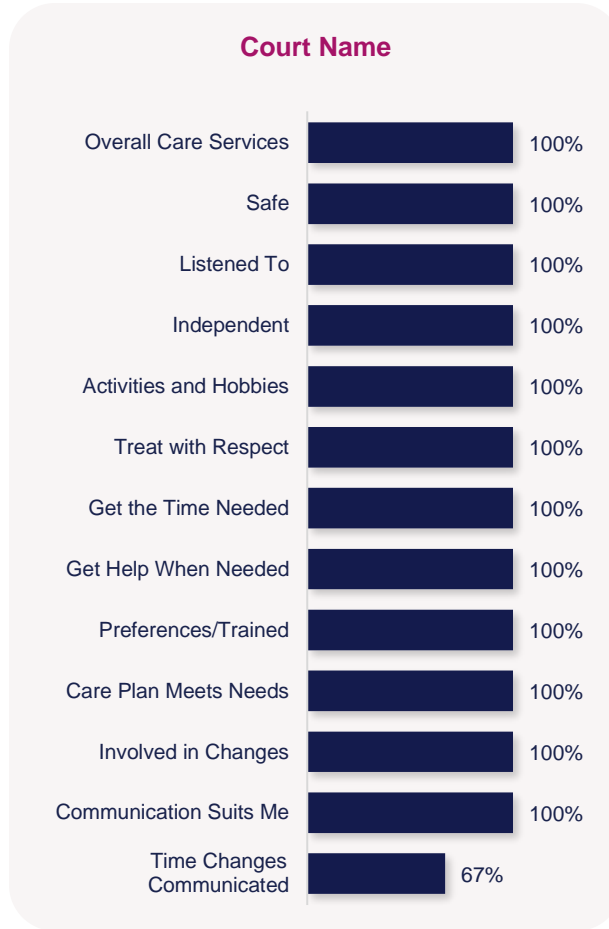 Court Name
Overall Care Services 100%
Safe 100%
Listened To 100%
Independent 100%
Activities and Hobbies 100%
Treat with Respect 100%
Get the Time Needed 100%
Get Help When Needed 100%
Preferences/Trained 100%
Care Plan Meets Needs 100%
Involved in Changes 100%
Communication Suits Me 100%
Time Changes
Communicated 67%